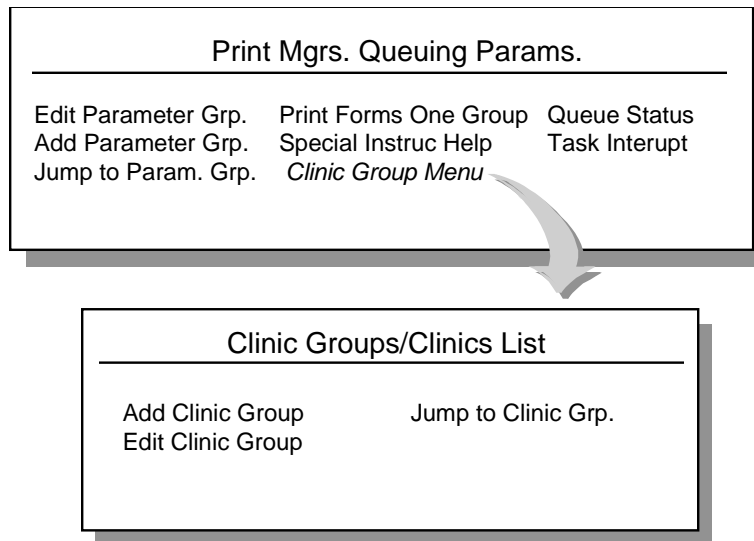 Print Mgrs. Queuing Params.
Edit Parameter Grp. Print Forms One Group Queue Status
Add Parameter Grp. Special Instruc Help Task Interupt
Jump to Param. Grp. Clinic Group Menu
Clinic Groups/Clinics List
Add Clinic Group Jump to Clinic Grp.
Edit Clinic Group